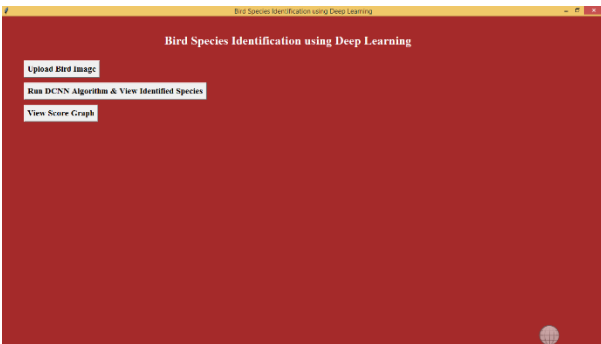 Bird Species Identification using Deep Learning
Bird Species Identification using Deep Learning
Upload Bird Image
Run DCNN Algorithm & View Identified Species
View Score Graph